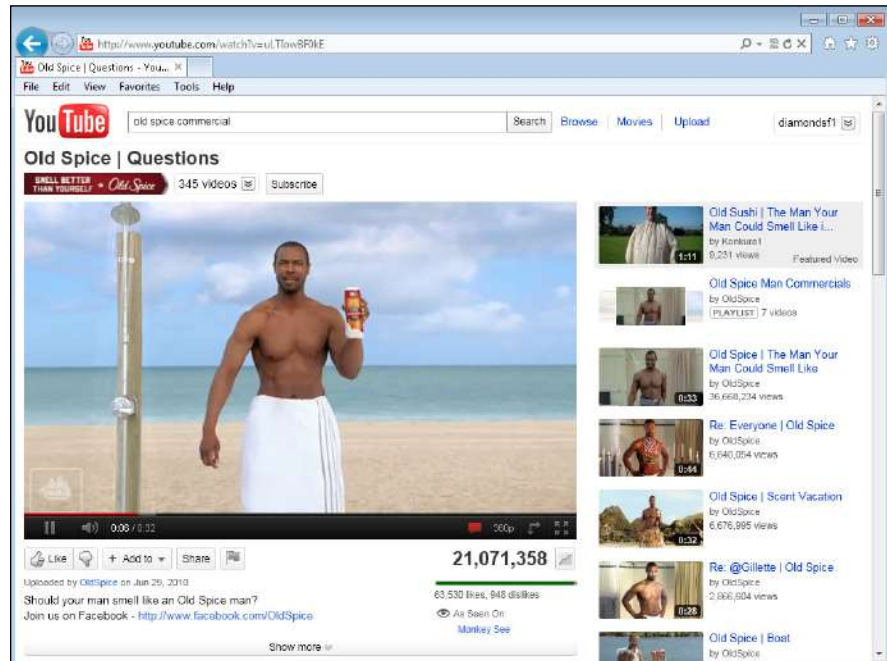 http://www.youtube.com/watch?v=uLTIowBF0kE
Old Spice | Questions - You...
File Edit View Favorites Tools Help
YouTube
old spice commercial
Search
Browse
Movies
Upload
diamondsf1
Old Spice | Questions
SMELL BETTER
THAN YOURSELF
Old Spice
345 videos
Subscribe
0:06 / 0:32
360p
Like
+ Add to
Share
21,071,358
Uploaded by OldSpice on Jun 29, 2010
63,530 likes, 948 dislikes
Should your man smell like an Old Spice man?
Join us on Facebook - http://www.facebook.com/OldSpice
As Seen On:
Monkey See
Show more
Old Sushi | The Man Your
Man Could Smell Like i...
by Konkura1
9,231 views
Featured Video
1:11
Old Spice Man Commercials
by OldSpice
PLAYLIST 7 videos
Old Spice | The Man Your
Man Could Smell Like
by OldSpice
36,668,234 views
0:33
Re: Everyone | Old Spice
by OldSpice
6,640,054 views
0:44
Old Spice | Scent Vacation
by OldSpice
6,676,995 views
0:32
Re: @Gillette | Old Spice
by OldSpice
2,866,604 views
0:28
Old Spice | Boat
by OldSpice